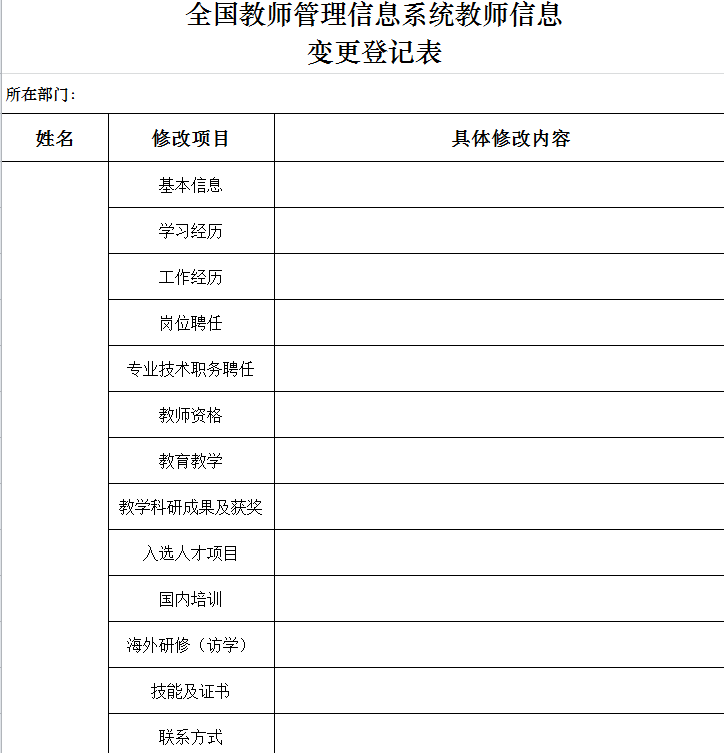 全国教师管理信息系统教师信息
变更登记表
所在部门:
姓名 修改项目 具体修改内容
基本信息
学习经历
工作经历
岗位聘任
专业技术职务聘任
教师资格
教育教学
教学科研成果及获奖
入选人才项目
国内培训
海外研修（访学）
技能及证书
联系方式